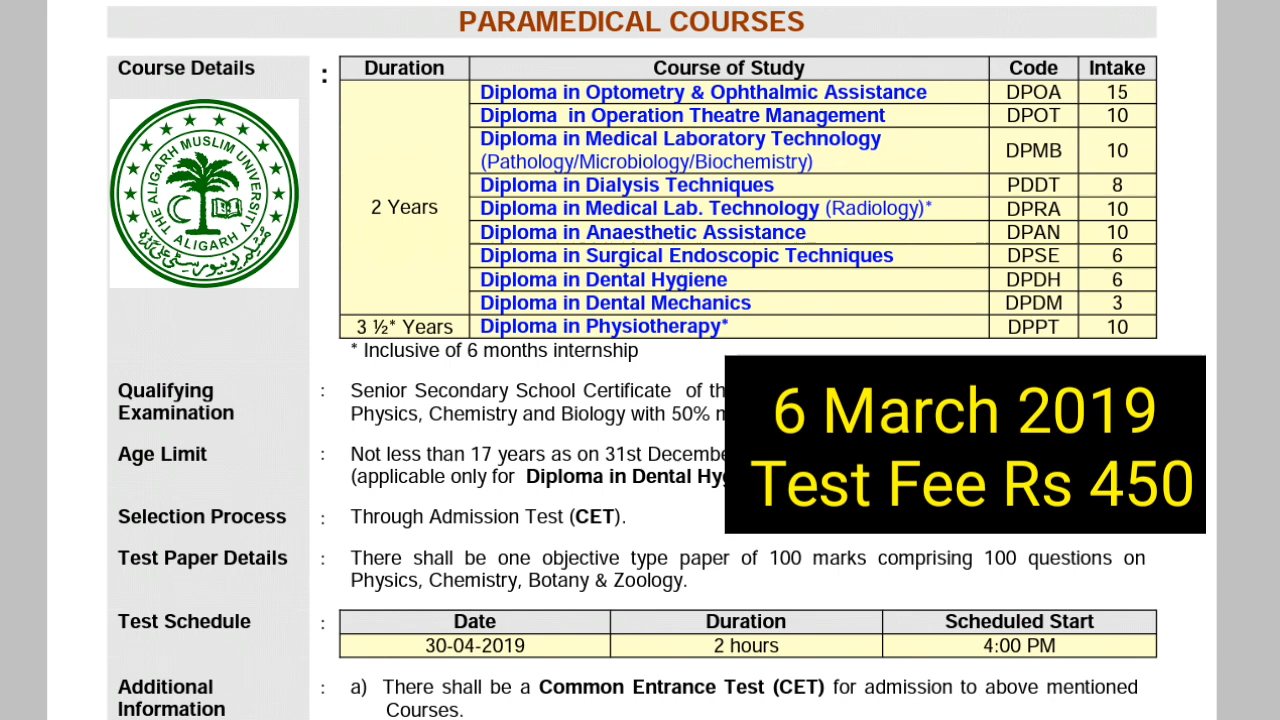 PARAMEDICAL COURSES
Course Details :
THE ALIGARH MUSLIM UNIVERSITY
ALIGARH
Duration Course of Study Code Intake
2 Years
Diploma in Optometry & Ophthalmic Assistance DPOA 15
Diploma in Operation Theatre Management DPOT 10
Diploma in Medical Laboratory Technology
(Pathology/Microbiology/Biochemistry) DPMB 10
Diploma in Dialysis Techniques PDDT 8
Diploma in Medical Lab. Technology (Radiology)* DPRA 10
Diploma in Anaesthetic Assistance DPAN 10
Diploma in Surgical Endoscopic Techniques DPSE 6
Diploma in Dental Hygiene DPDH 6
Diploma in Dental Mechanics DPDM 3
3 ½* Years Diploma in Physiotherapy* DPPT 10
* Inclusive of 6 months internship
Qualifying : Senior Secondary School Certificate of
Examination Physics, Chemistry and Biology with 50%
Age Limit : Not less than 17 years as on 31st
(applicable only for Diploma in Dental
6 March 2019
Test Fee Rs 450
Selection Process : Through Admission Test (CET).
Test Paper Details : There shall be one objective type paper of 100 marks comprising 100 questions on
Physics, Chemistry, Botany & Zoology.
Test Schedule : Date Duration Scheduled Start
30-04-2019 2 hours 4:00 PM
Additional : a) There shall be a Common Entrance Test (CET) for admission to above mentioned
Information Courses.